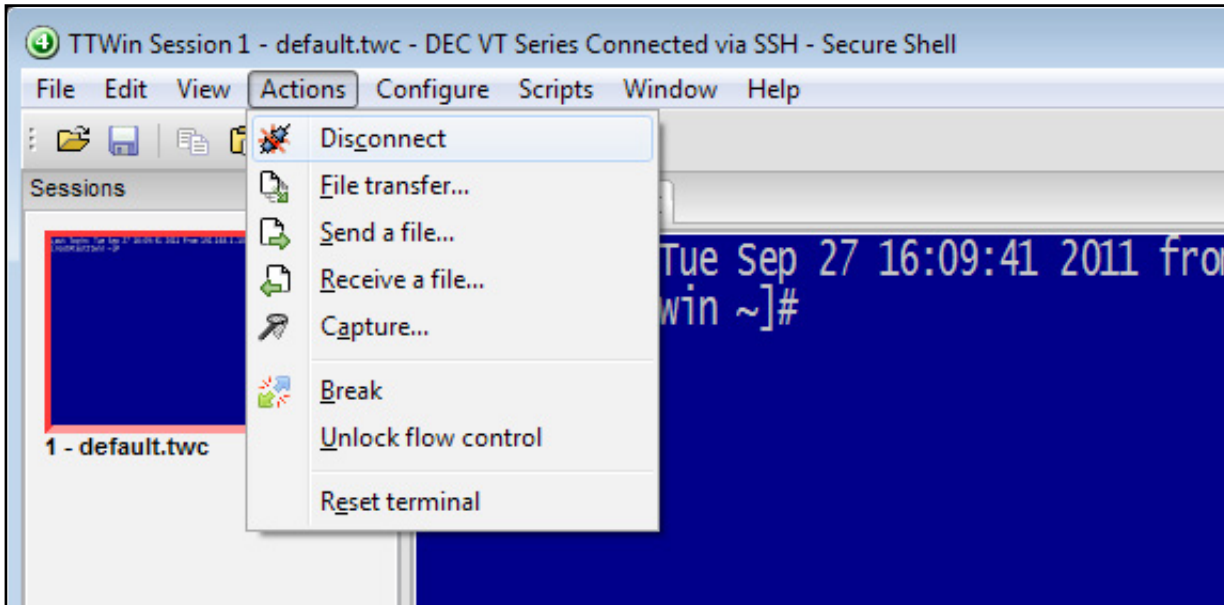 TTWin Session 1 - default.twc - DEC VT Series Connected via SSH - Secure Shell
File Edit View Actions Configure Scripts Window Help
Disconnect
File transfer...
Send a file...
Receive a file...
Capture...
Break
Unlock flow control
Reset terminal
Sessions
1 - default.twc
Tue Sep 27 16:09:41 2011 from
win ~]#